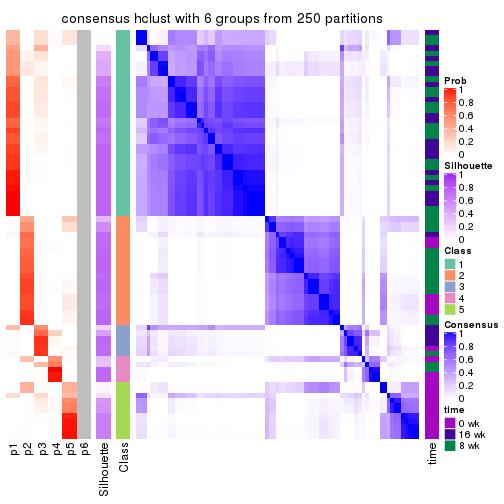 consensus hclust with 6 groups from 250 partitions
Prob
1
0.8
0.6
0.4
0.2
0
Silhouette
1
0.8
0.6
0.4
0.2
0
Class
1
2
3
4
5
Consensus
1
0.8
0.6
0.4
0.2
0
time
0 wk
16 wk
8 wk
p1
p2
p3
p4
p5
p6
Silhouette
Class
time